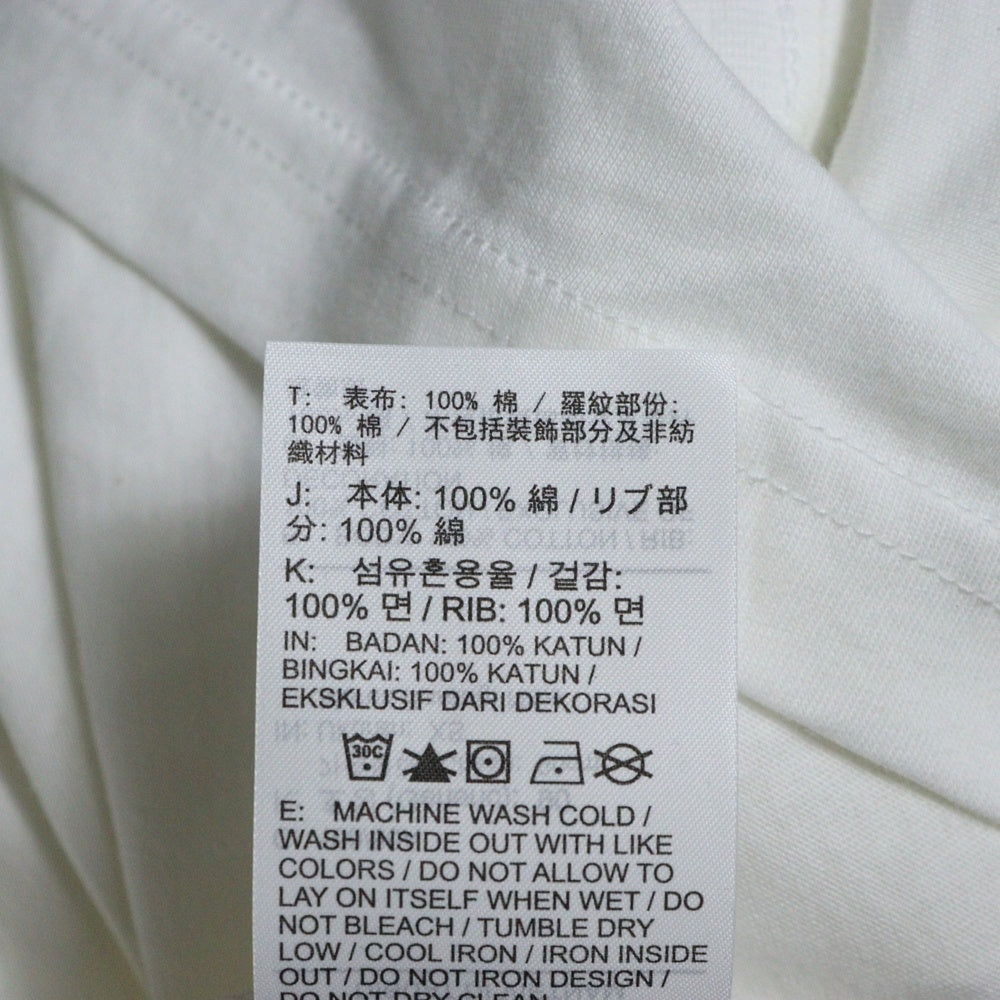 T: 表布: 100% 棉 / 羅紋部份:
100% 棉 / 不包括裝飾部分及非紡
織材料
J: 本体: 100% 綿 / リブ部
分: 100% 綿
K: 섬유혼용율 / 겉감:
100% 면 / RIB: 100% 면
IN: BADAN: 100% KATUN /
BINGKAI: 100% KATUN /
EKSKLUSIF DARI DEKORASI
30C
E: MACHINE WASH COLD /
WASH INSIDE OUT WITH LIKE
COLORS / DO NOT ALLOW TO
LAY ON ITSELF WHEN WET / DO
NOT BLEACH / TUMBLE DRY
LOW / COOL IRON / IRON INSIDE
OUT / DO NOT IRON DESIGN /
DO NOT DRY CLEAN